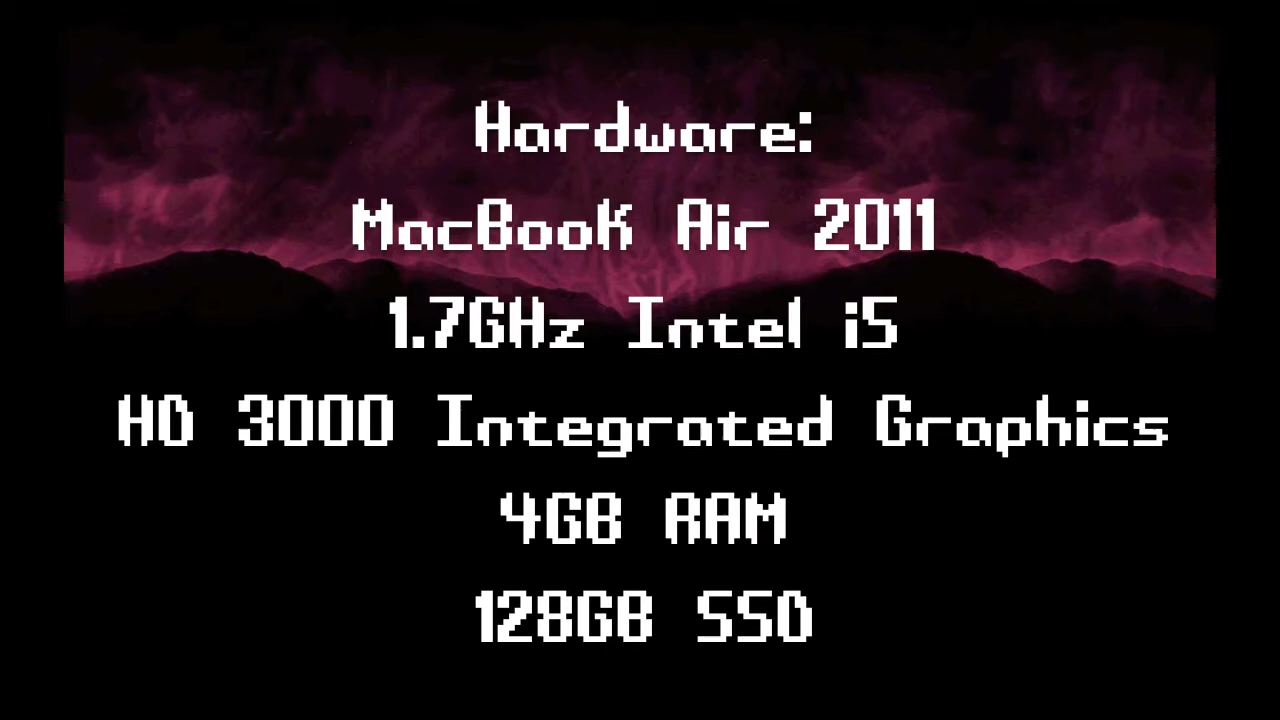 Hardware:
MacBook Air 2011
1.7GHz Intel i5
HD 3000 Integrated Graphics
4GB RAM
128GB SSD